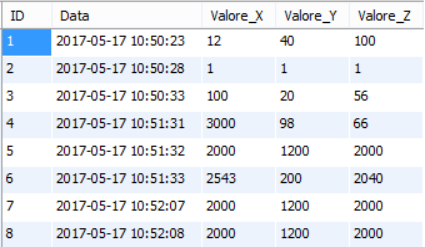 ID Data Valore_X Valore_Y Valore_Z
1 2017-05-17 10:50:23 12 40 100
2 2017-05-17 10:50:28 1 1 1
3 2017-05-17 10:50:33 100 20 56
4 2017-05-17 10:51:31 3000 98 66
5 2017-05-17 10:51:32 2000 1200 2000
6 2017-05-17 10:51:33 2543 200 2040
7 2017-05-17 10:52:07 2000 1200 2000
8 2017-05-17 10:52:08 2000 1200 2000